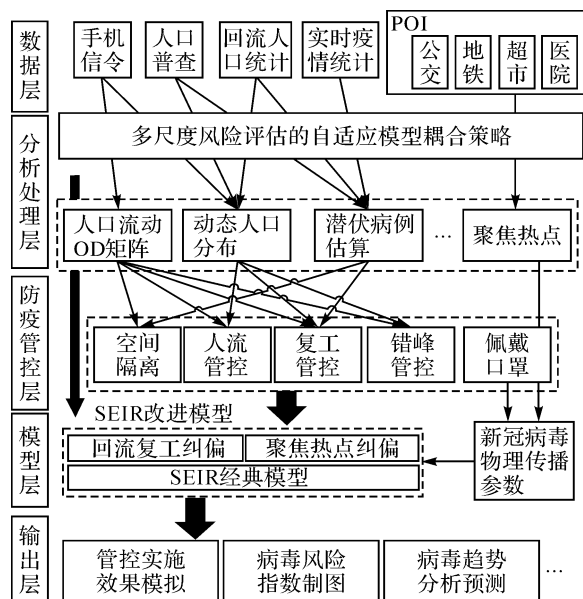 数据层
手机
信令
人口
普查
回流人
口统计
实时疫
情统计
POI
公交
地铁
超市
医院
分析处理层
多尺度风险评估的自适应模型耦合策略
人口流动
OD矩阵
动态人口
分布
潜伏病例
估算
...
聚焦热点
防疫管控层
空间
隔离
人流
管控
复工
管控
错峰
管控
佩戴
口罩
模型层
SEIR改进模型
回流复工纠偏
聚焦热点纠偏
SEIR经典模型
新冠病毒
物理传播
参数
输出层
管控实施
效果模拟
病毒风险
指数制图
病毒趋势
分析预测
...